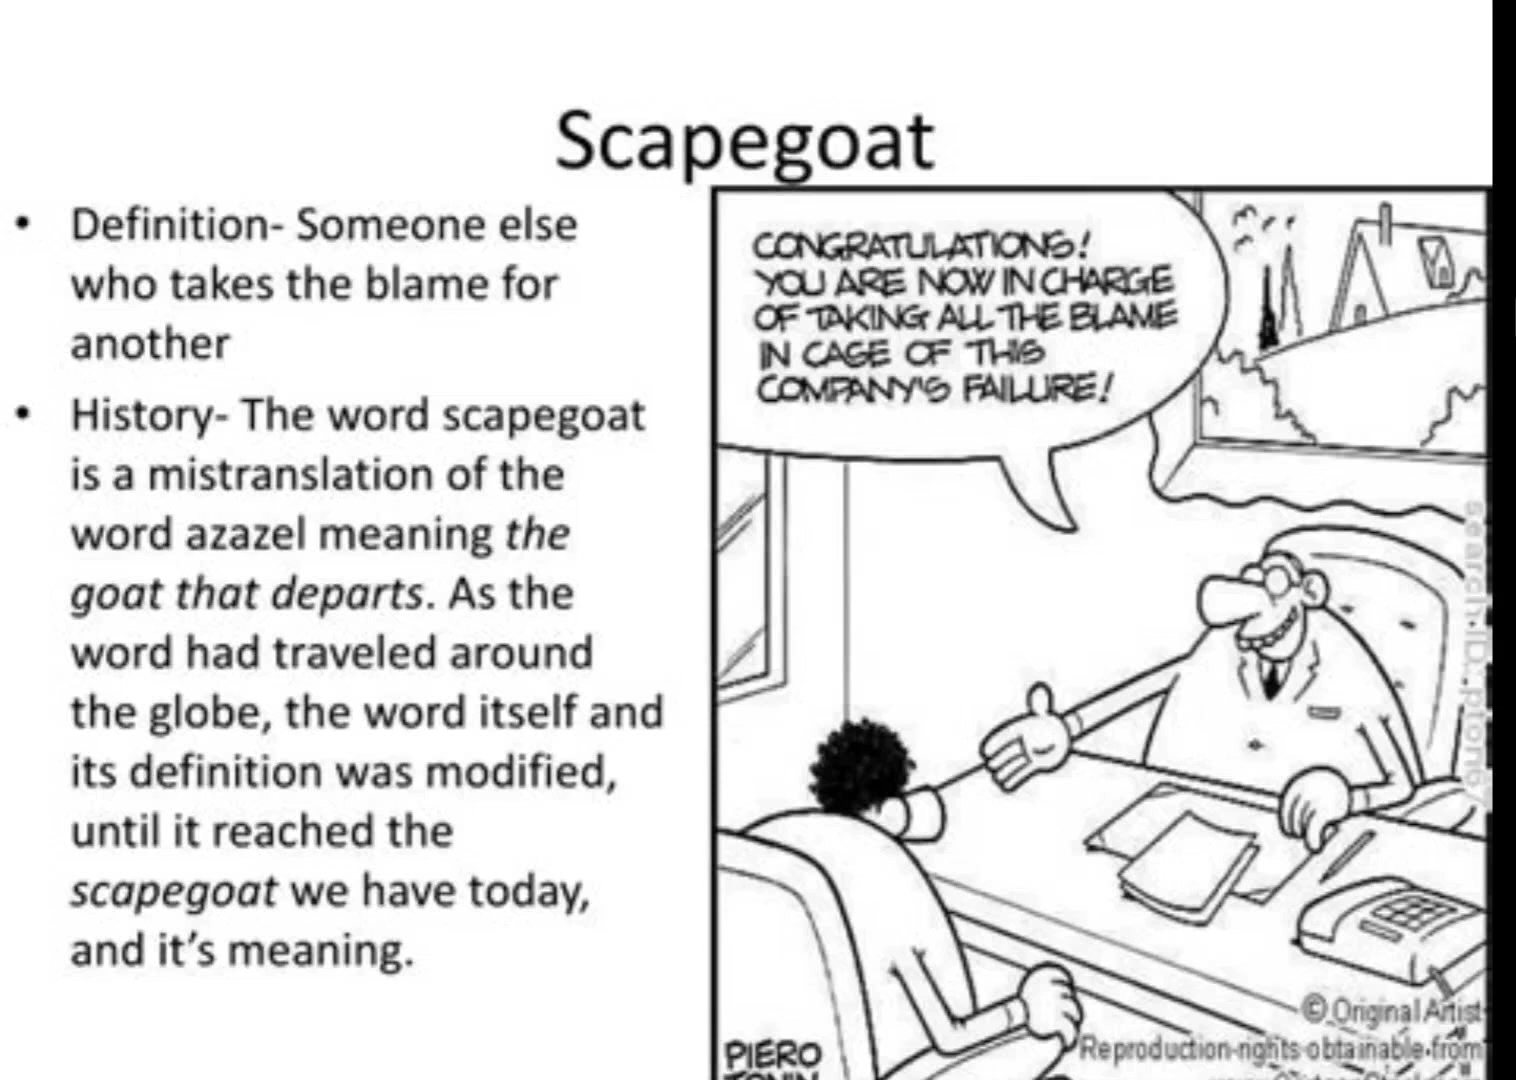 Scapegoat
• Definition- Someone else
who takes the blame for
another
• History- The word scapegoat
is a mistranslation of the
word azazel meaning the
goat that departs. As the
word had traveled around
the globe, the word itself and
its definition was modified,
until it reached the
scapegoat we have today,
and it's meaning.
CONGRATULATIONS!
YOU ARE NOW IN CHARGE
OF TAKING ALL THE BLAME
IN CASE OF THIS
COMPANY'S FAILURE!
© Original Artist
Reproduction rights obtainable from
PIERO